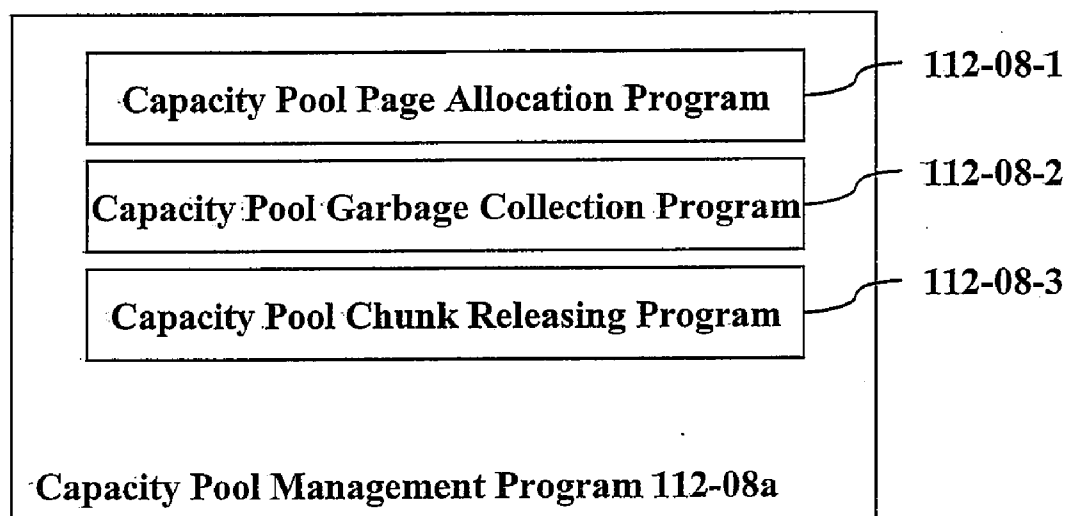 Capacity Pool Page Allocation Program
112-08-1
Capacity Pool Garbage Collection Program
112-08-2
Capacity Pool Chunk Releasing Program
112-08-3
Capacity Pool Management Program 112-08a